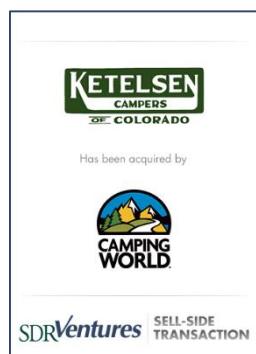 KETELSEN
CAMPERS
OF COLORADO
Has been acquired by
CAMPING
WORLD
SDRVentures
SELL-SIDE
TRANSACTION